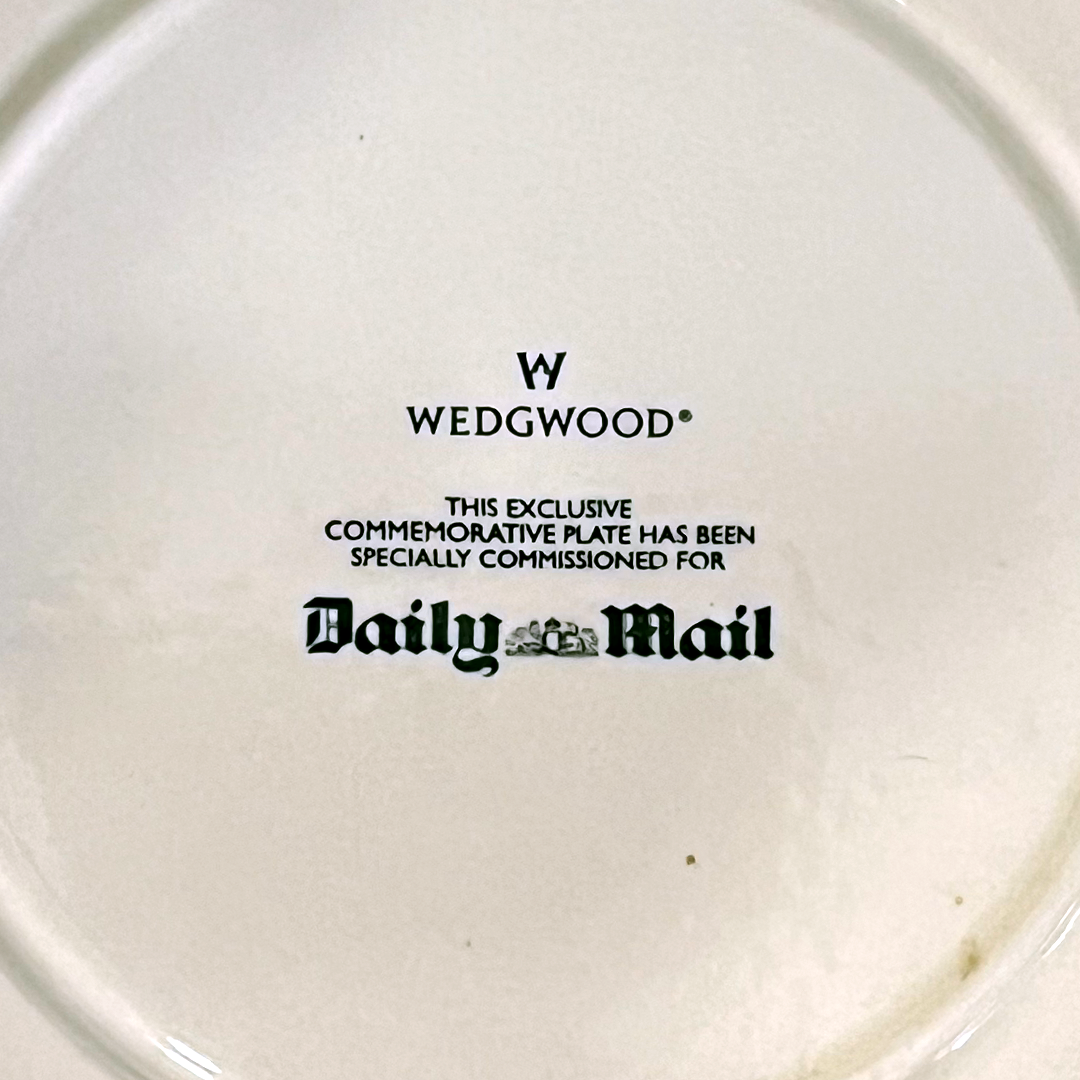 W
WEDGWOOD®
THIS EXCLUSIVE
COMMEMORATIVE PLATE HAS BEEN
SPECIALLY COMMISSIONED FOR
Daily Mail